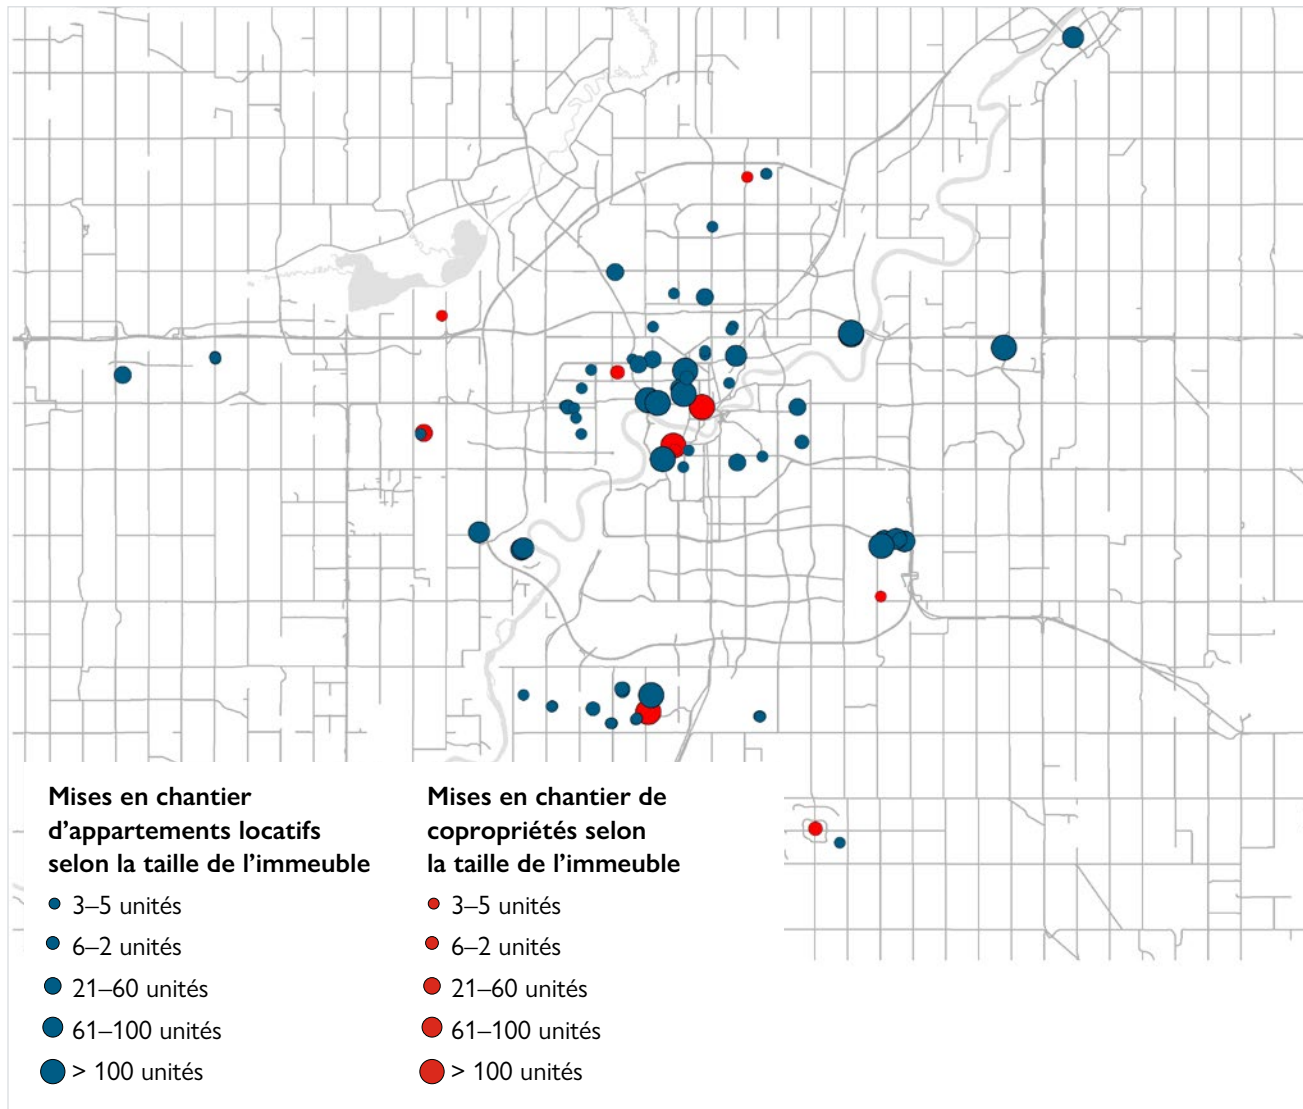 Mises en chantier
d’appartements locatifs
selon la taille de l’immeuble
3–5 unités
6–2 unités
21–60 unités
61–100 unités
> 100 unités
Mises en chantier de
copropriétés selon
la taille de l’immeuble
3–5 unités
6–2 unités
21–60 unités
61–100 unités
> 100 unités